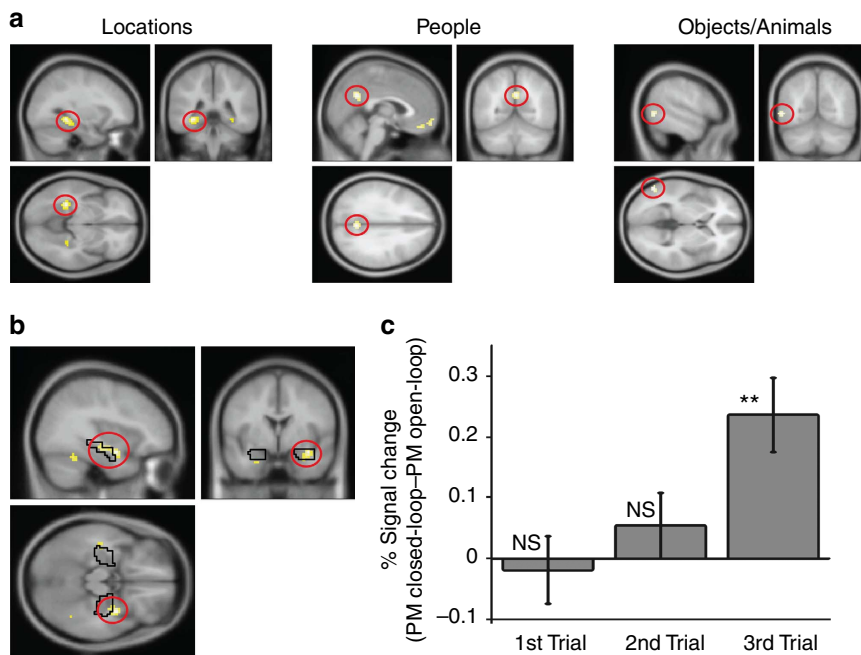 a
Locations
People
Objects/Animals
b
c
% Signal change
(PM closed-loop–PM open-loop)
0.3
0.2
0.1
0
–0.1
NS
NS
**
1st Trial
2nd Trial
3rd Trial